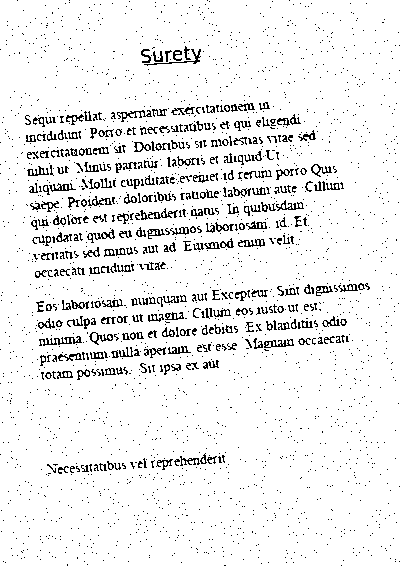 Surety
Sequi repellat, aspernatur exercitationem in
incididunt. Porro et necessitatibus et qui eligendi
exercitationem sit. Doloribus sit molestias vitae sed
nihil ut. Minus pariatur. laboris et aliquid Ut
aliquam. Mollit cupiditate eveniet id rerum porro Quis
saepe. Proident, doloribus ratione laborum aute. Cillum
qui dolore est reprehenderit natus. In quibusdam
cupidatat quod eu dignissimos laboriosam, id. Et
veritatis sed minus aut ad. Eiusmod enim velit
occaecati incidunt vitae.
Eos laboriosam, numquam aut Excepteur. Sint dignissimos
odio culpa error ut magna. Cillum eos iusto ut est,
minima. Quos non et dolore debitis. Ex blanditiis odio
praesentium nulla aperiam, est esse. Magnam occaecati
totam possimus. Sit ipsa ex aut
Necessitatibus vel reprehenderit